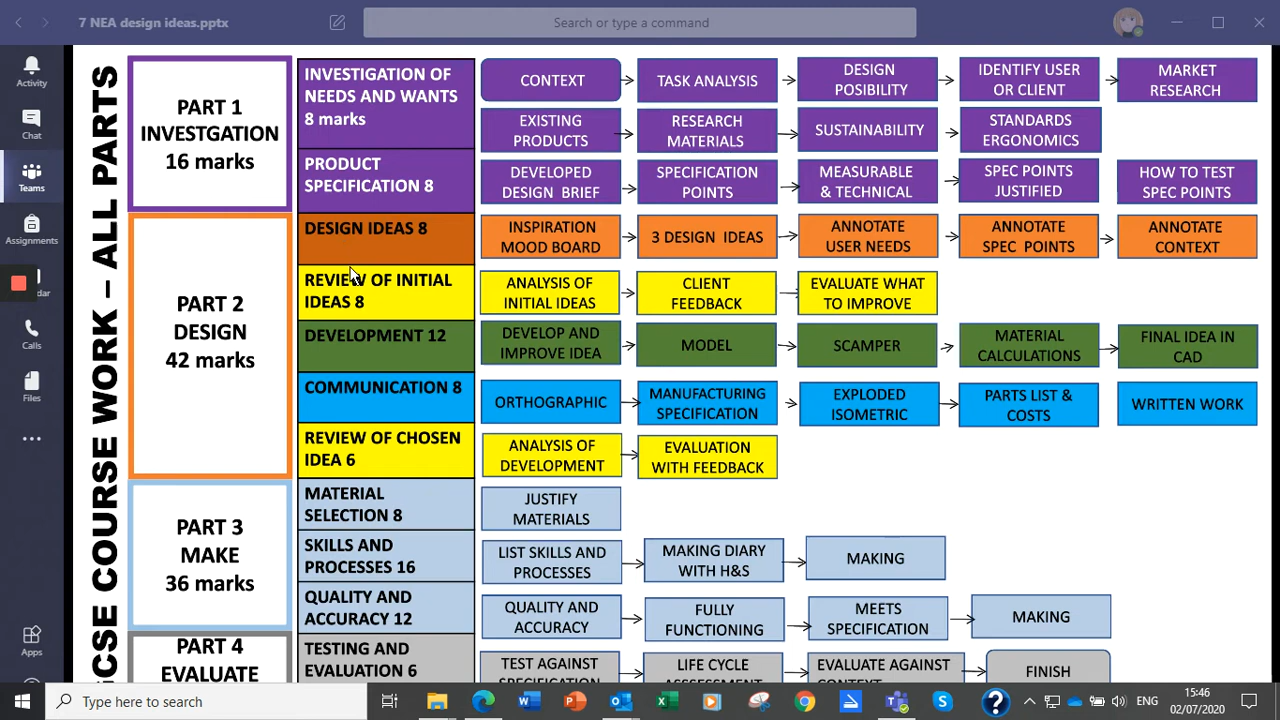 7 NEA design ideas.pptx
Search or type a command
Activity
Chat
Teams
Assignments
dar
Calls
Files
Apps
GCSE COURSE WORK – ALL PARTS
PART 1
INVESTGATION
16 marks
INVESTIGATION OF
NEEDS AND WANTS
8 marks
CONTEXT
TASK ANALYSIS
DESIGN
POSIBILITY
IDENTIFY USER
OR CLIENT
MARKET
RESEARCH
EXISTING
PRODUCTS
RESEARCH
MATERIALS
SUSTAINABILITY
STANDARDS
ERGONOMICS
PRODUCT
SPECIFICATION 8
DEVELOPED
DESIGN BRIEF
SPECIFICATION
POINTS
MEASURABLE
& TECHNICAL
SPEC POINTS
JUSTIFIED
HOW TO TEST
SPEC POINTS
PART 2
DESIGN
42 marks
DESIGN IDEAS 8
INSPIRATION
MOOD BOARD
3 DESIGN IDEAS
ANNOTATE
USER NEEDS
ANNOTATE
SPEC POINTS
ANNOTATE
CONTEXT
REVIEW OF INITIAL
IDEAS 8
ANALYSIS OF
INITIAL IDEAS
CLIENT
FEEDBACK
EVALUATE WHAT
TO IMPROVE
DEVELOPMENT 12
DEVELOP AND
IMPROVE IDEA
MODEL
SCAMPER
MATERIAL
CALCULATIONS
FINAL IDEA IN
CAD
COMMUNICATION 8
ORTHOGRAPHIC
MANUFACTURING
SPECIFICATION
EXPLODED
ISOMETRIC
PARTS LIST &
COSTS
WRITTEN WORK
REVIEW OF CHOSEN
IDEA 6
ANALYSIS OF
DEVELOPMENT
EVALUATION
WITH FEEDBACK
PART 3
MAKE
36 marks
MATERIAL
SELECTION 8
JUSTIFY
MATERIALS
SKILLS AND
PROCESSES 16
LIST SKILLS AND
PROCESSES
MAKING DIARY
WITH H&S
MAKING
QUALITY AND
ACCURACY 12
QUALITY AND
ACCURACY
FULLY
FUNCTIONING
MEETS
SPECIFICATION
MAKING
PART 4
EVALUATE
TESTING AND
EVALUATION 6
TEST AGAINST
SPECIFICATION
LIFE CYCLE
ASSESSMENT
EVALUATE AGAINST
CONTEXT
FINISH
Type here to search
ENG
15:46
02/07/2020